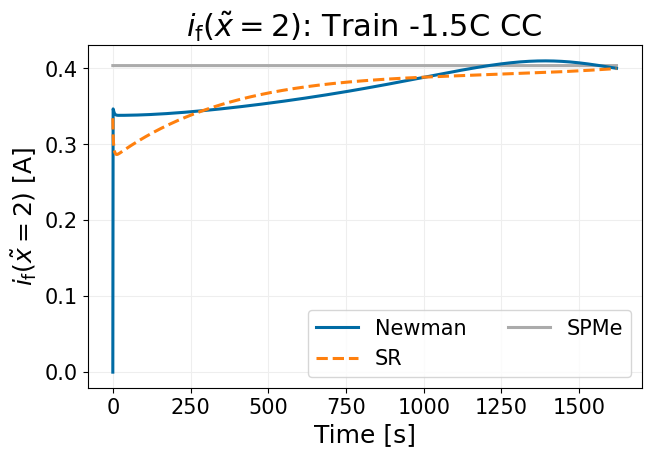 i_f(x̃ = 2): Train -1.5C CC
i_f(x̃ = 2) [A]
0.4
0.3
0.2
0.1
0.0
Newman
SR
SPMe
0 250 500 750 1000 1250 1500
Time [s]